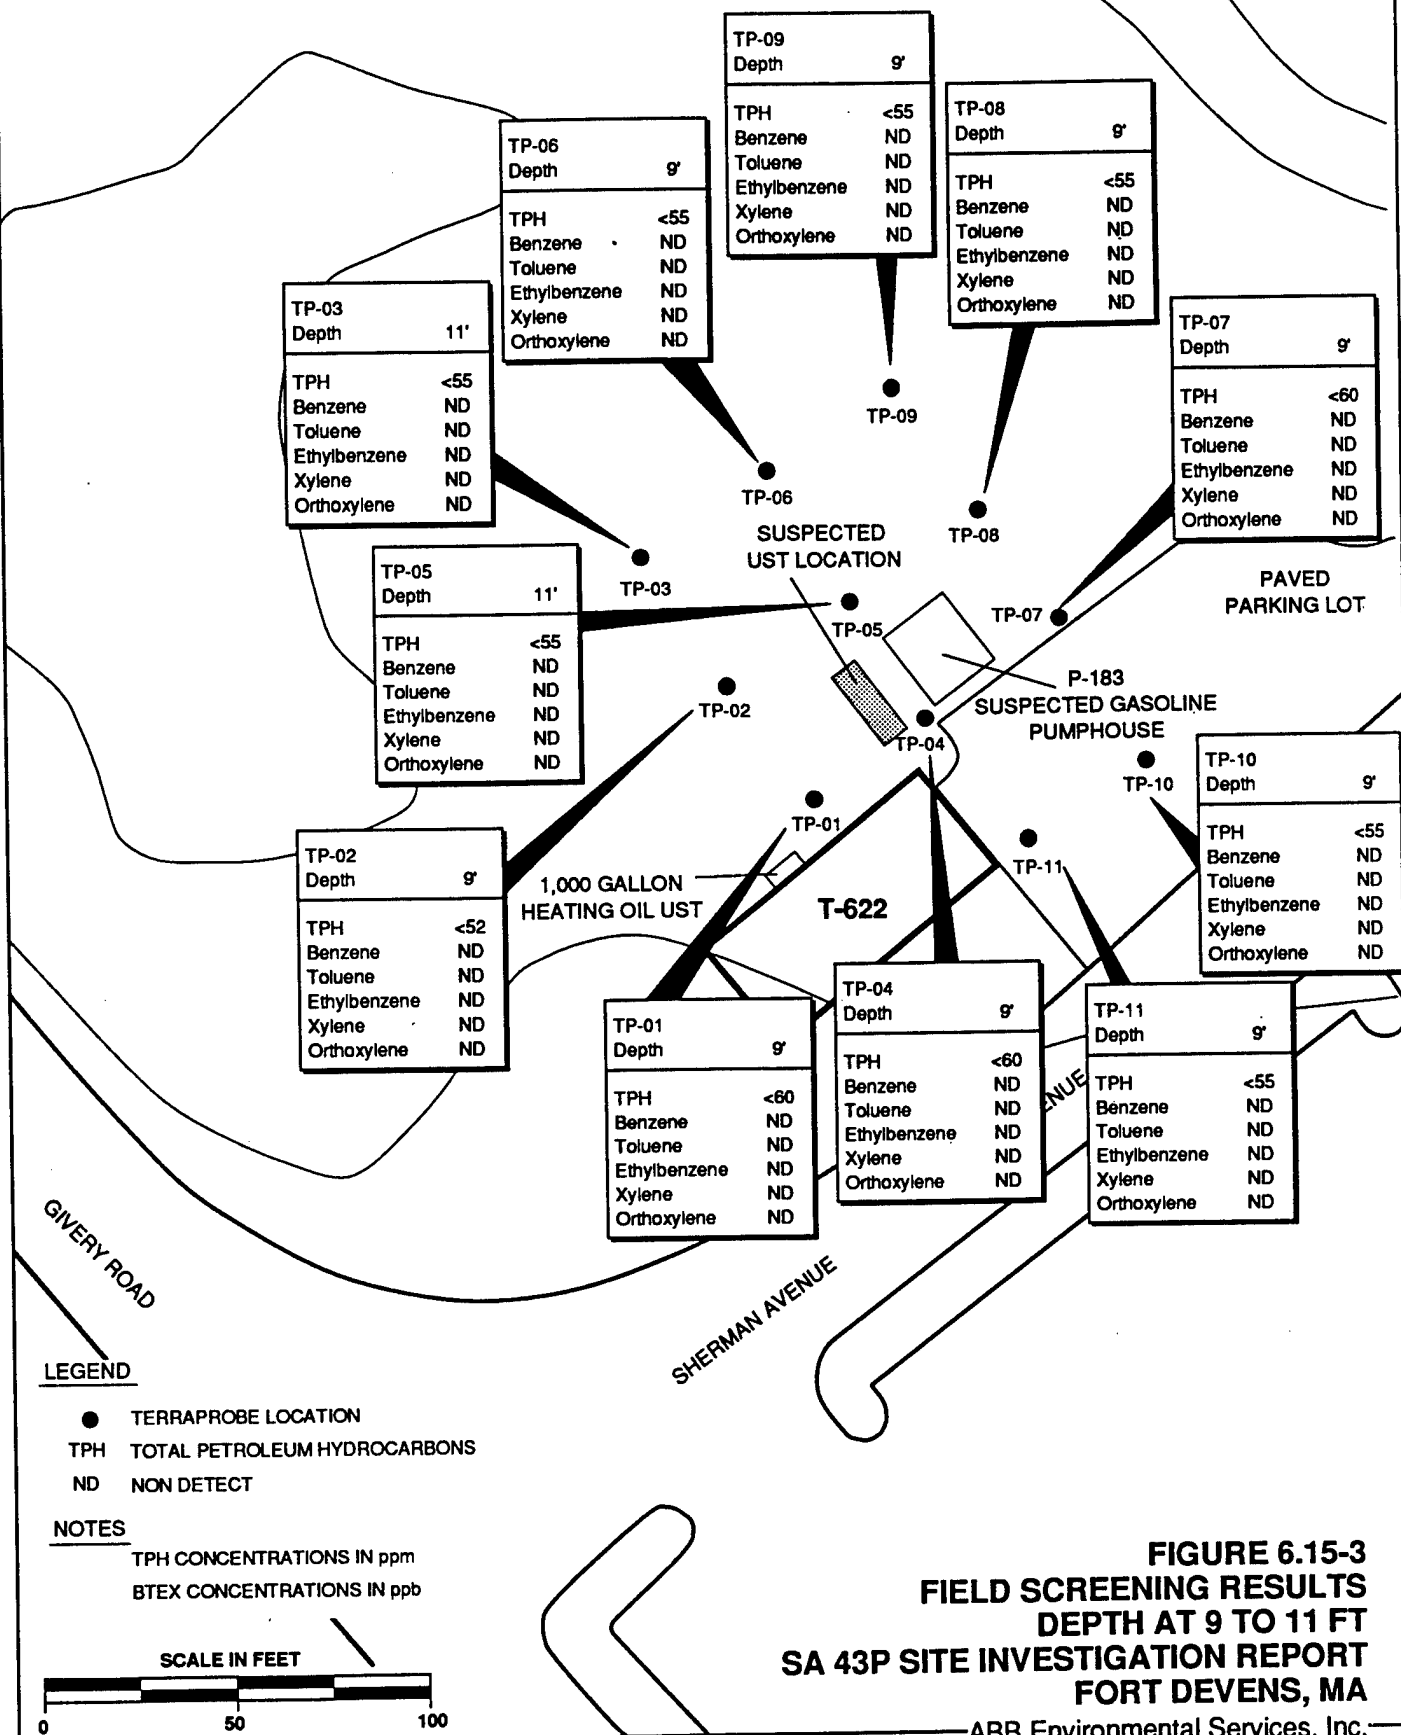 TP-09
Depth 9'
TPH <55
Benzene ND
Toluene ND
Ethylbenzene ND
Xylene ND
Orthoxylene ND
TP-08
Depth 9'
TPH <55
Benzene ND
Toluene ND
Ethylbenzene ND
Xylene ND
Orthoxylene ND
TP-06
Depth 9'
TPH <55
Benzene ND
Toluene ND
Ethylbenzene ND
Xylene ND
Orthoxylene ND
TP-03
Depth 11'
TPH <55
Benzene ND
Toluene ND
Ethylbenzene ND
Xylene ND
Orthoxylene ND
TP-07
Depth 9'
TPH <60
Benzene ND
Toluene ND
Ethylbenzene ND
Xylene ND
Orthoxylene ND
TP-09
TP-06
TP-08
SUSPECTED
UST LOCATION
TP-03
TP-05
Depth 11'
TPH <55
Benzene ND
Toluene ND
Ethylbenzene ND
Xylene ND
Orthoxylene ND
TP-05
TP-07
PAVED
PARKING LOT
P-183
SUSPECTED GASOLINE
PUMPHOUSE
TP-02
TP-04
TP-10
TP-10
Depth 9'
TPH <55
Benzene ND
Toluene ND
Ethylbenzene ND
Xylene ND
Orthoxylene ND
TP-01
TP-11
TP-02
Depth 9'
TPH <52
Benzene ND
Toluene ND
Ethylbenzene ND
Xylene ND
Orthoxylene ND
1,000 GALLON
HEATING OIL UST
T-622
TP-01
Depth 9'
TPH <60
Benzene ND
Toluene ND
Ethylbenzene ND
Xylene ND
Orthoxylene ND
TP-04
Depth 9'
TPH <60
Benzene ND
Toluene ND
Ethylbenzene ND
Xylene ND
Orthoxylene ND
ENUE
TP-11
Depth 9'
TPH <55
Benzene ND
Toluene ND
Ethylbenzene ND
Xylene ND
Orthoxylene ND
GIVERY ROAD
SHERMAN AVENUE
LEGEND
TERRAPROBE LOCATION
TPH TOTAL PETROLEUM HYDROCARBONS
ND NON DETECT
NOTES
TPH CONCENTRATIONS IN ppm
BTEX CONCENTRATIONS IN ppb
SCALE IN FEET
0 50 100
FIGURE 6.15-3
FIELD SCREENING RESULTS
DEPTH AT 9 TO 11 FT
SA 43P SITE INVESTIGATION REPORT
FORT DEVENS, MA
ABB Environmental Services, Inc.